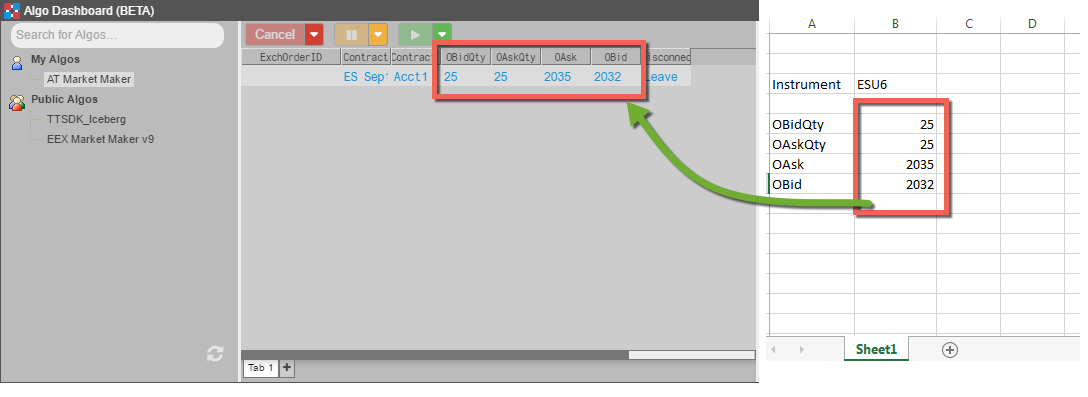 Algo Dashboard (BETA)
Search for Algos...
My Algos
AT Market Maker
Public Algos
TTSDK_Iceberg
EEX Market Maker v9
Cancel
ExchOrderID Contract Contract OBidQty OAskQty OAsk OBid isconnec
ES Sep Acct1 25 25 2035 2032 Leave
Tab 1 +
A B C D
Instrument ESU6
OBidQty 25
OAskQty 25
OAsk 2035
OBid 2032
Sheet1